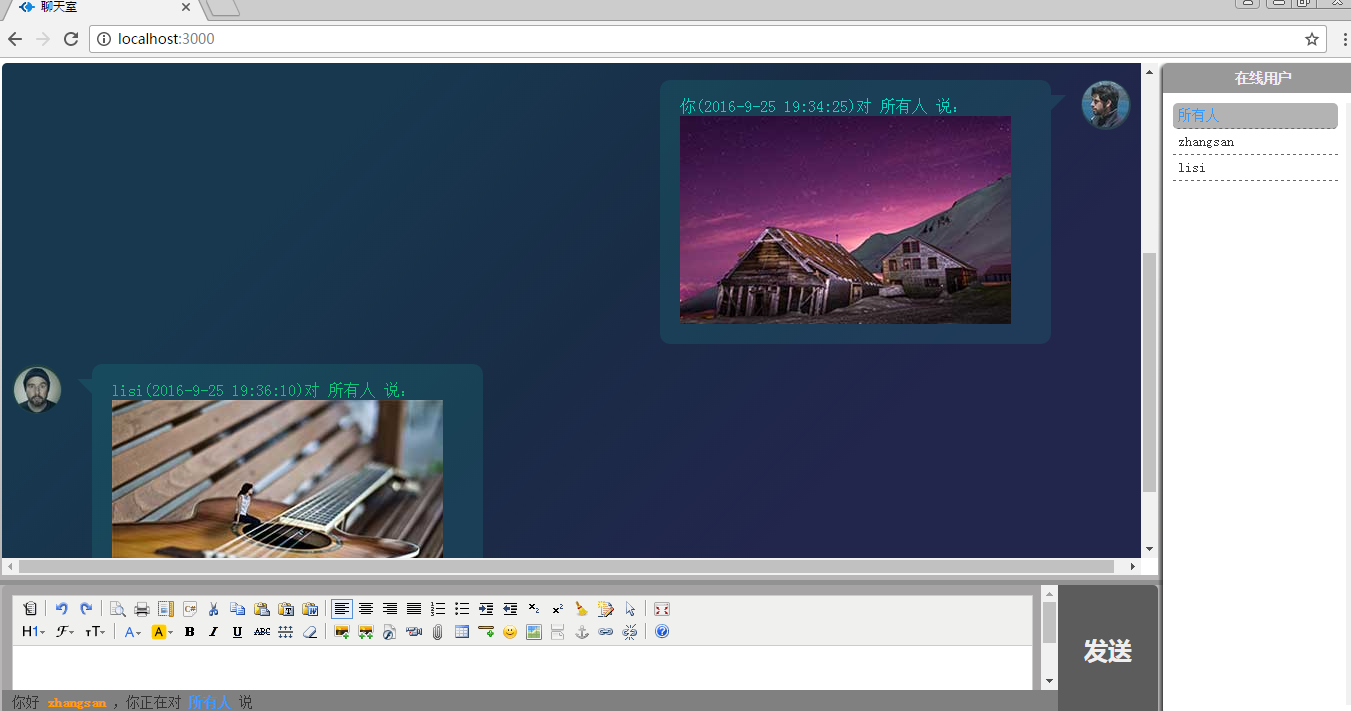 聊天室
localhost:3000
你(2016-9-25 19:34:25)对 所有人 说:
lisi(2016-9-25 19:36:10)对 所有人 说:
在线用户
所有人
zhangsan
lisi
H1 F тT
A A B I U ABC
发送
你好 zhangsan ，你正在对 所有人 说